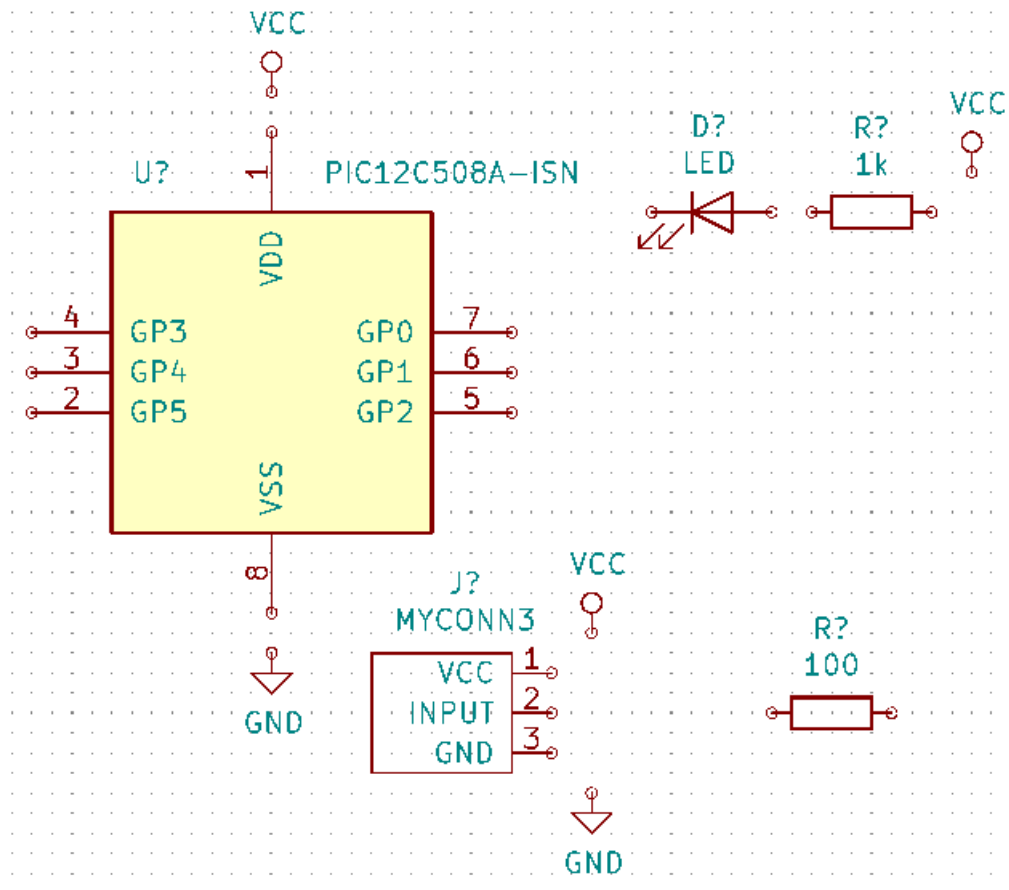 VCC
VCC
D?
R?
LED
1k
U?
1
PIC12C508A-ISN
VDD
4
GP3
GP0
7
3
GP4
GP1
6
2
GP5
GP2
5
VSS
8
VCC
J?
MYCONN3
R?
100
VCC
1
INPUT
2
GND
3
GND
GND